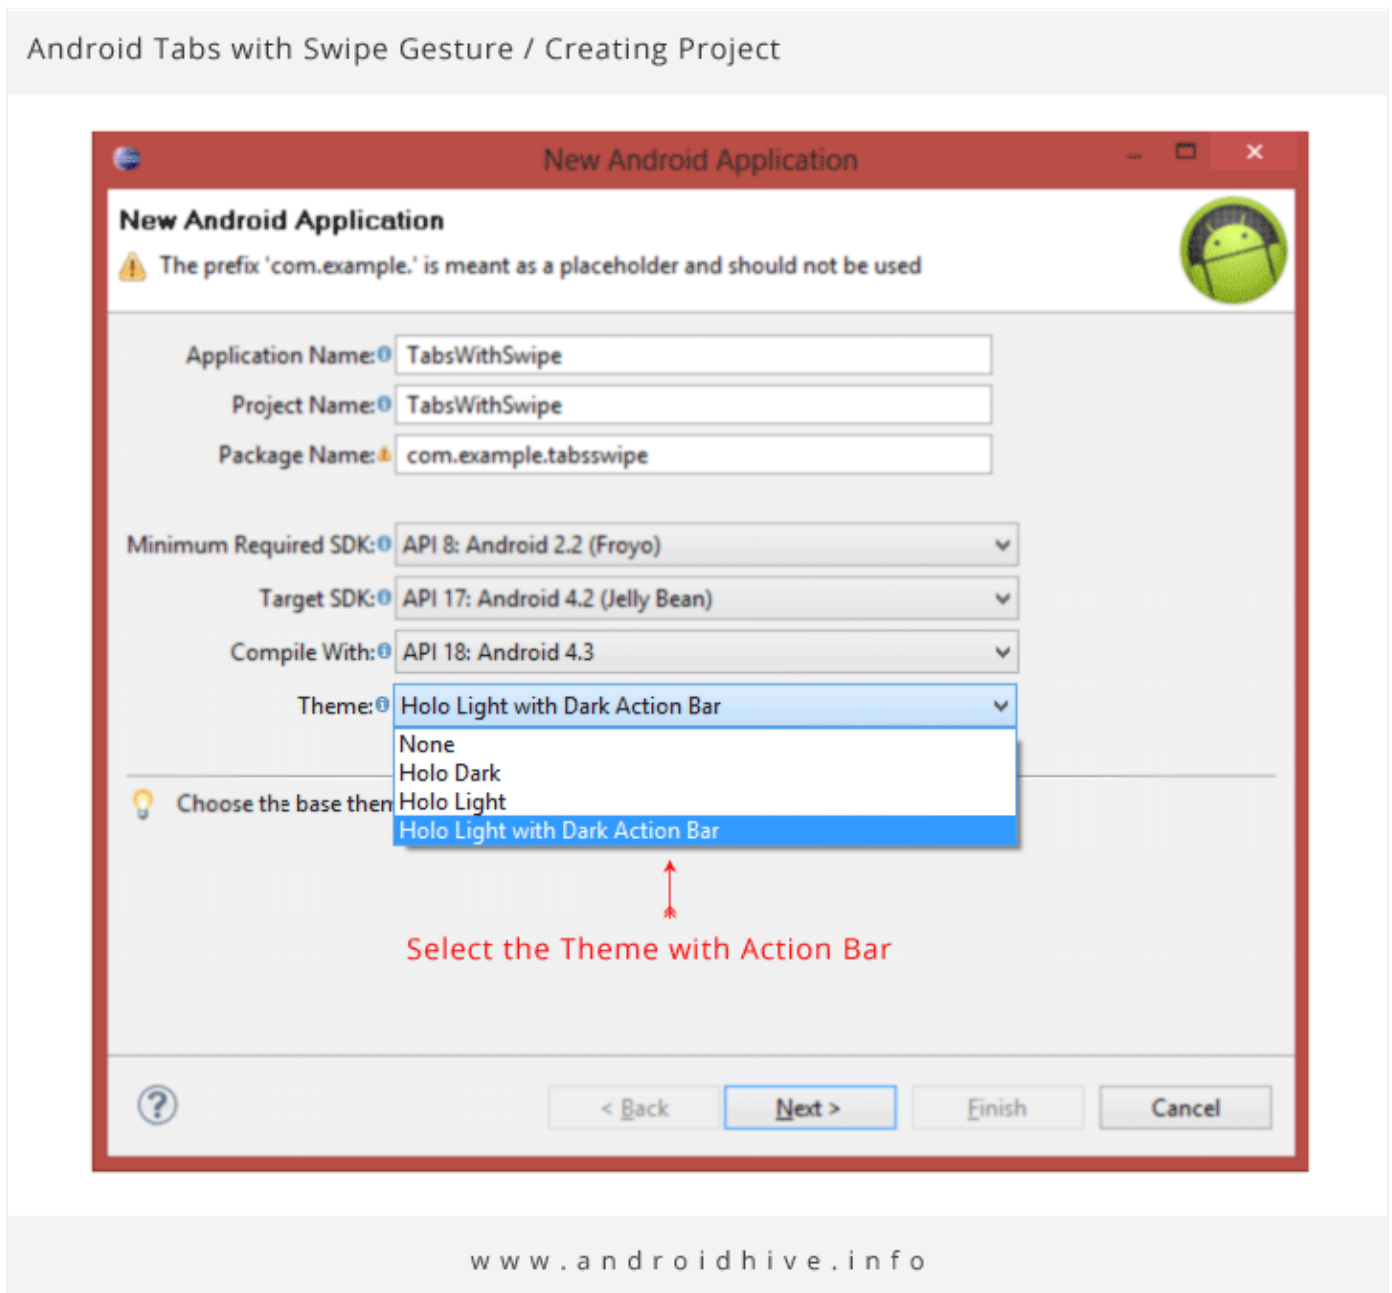 Android Tabs with Swipe Gesture / Creating Project
New Android Application
New Android Application
The prefix 'com.example.' is meant as a placeholder and should not be used
Application Name: TabsWithSwipe
Project Name: TabsWithSwipe
Package Name: com.example.tabsswipe
Minimum Required SDK: API 8: Android 2.2 (Froyo)
Target SDK: API 17: Android 4.2 (Jelly Bean)
Compile With: API 18: Android 4.3
Theme: Holo Light with Dark Action Bar
None
Holo Dark
Choose the base them Holo Light
Holo Light with Dark Action Bar
Select the Theme with Action Bar
? < Back Next > Finish Cancel
www.androidhive.info